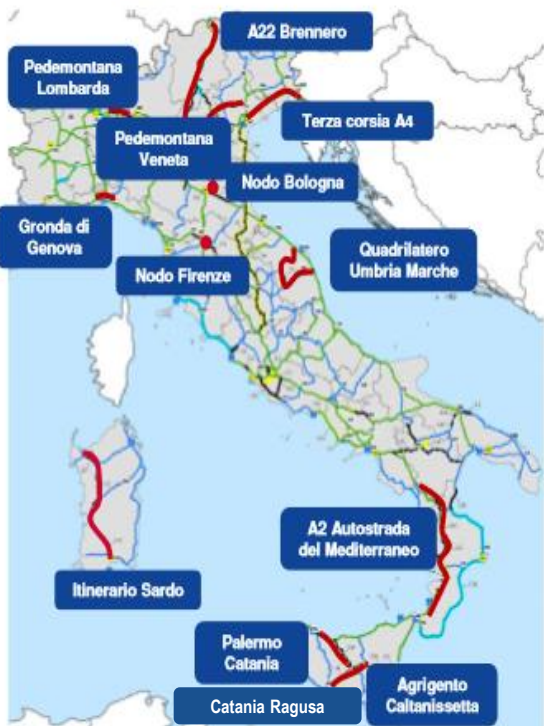 A22 Brennero
Pedemontana
Lombarda
Terza corsia A4
Pedemontana
Veneta
Nodo Bologna
Gronda di
Genova
Quadrilatero
Umbria Marche
Nodo Firenze
A2 Autostrada
del Mediterraneo
Itinerario Sardo
Palermo
Catania
Agrigento
Caltanissetta
Catania Ragusa